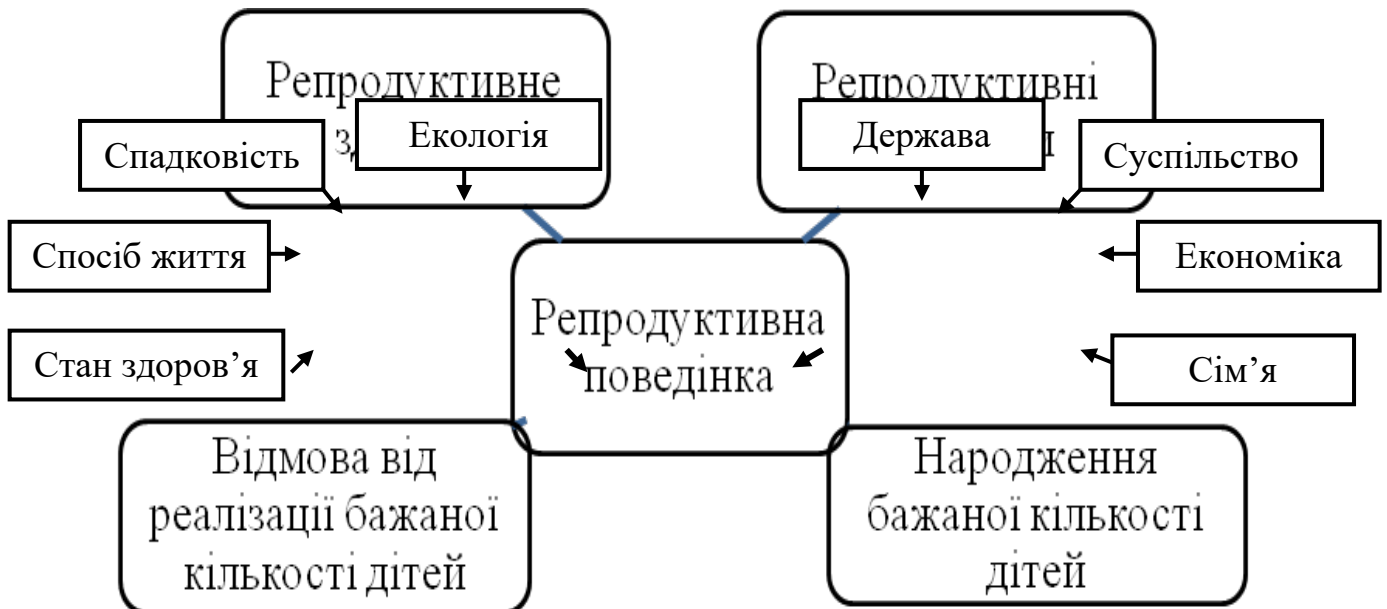 Репродуктивне
Репродуктивні
Екологія
Держава
Спадковість
Суспільство
Спосіб життя
Економіка
Репродуктивна
поведінка
Стан здоров’я
Сім’я
Відмова від
реалізації бажаної
кількості дітей
Народження
бажаної кількості
дітей